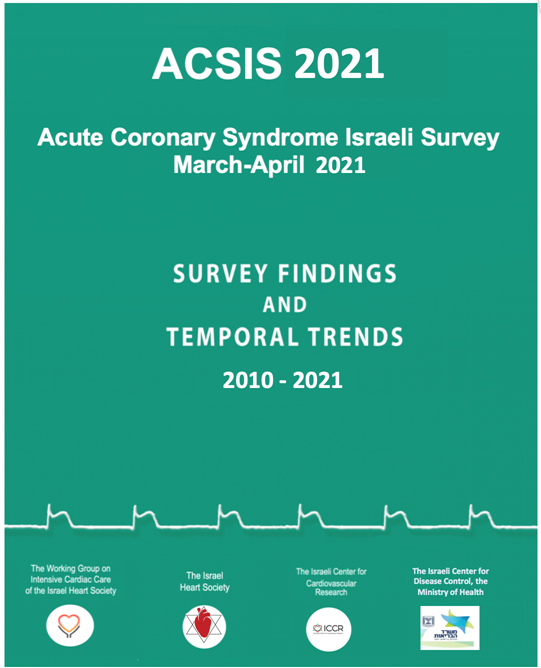 ACSIS 2021
Acute Coronary Syndrome Israeli Survey
March-April 2021
SURVEY FINDINGS
AND
TEMPORAL TRENDS
2010 - 2021
The Working Group on
Intensive Cardiac Care
of the Israel Heart Society
The Israel
Heart Society
The Israeli Center for
Cardiovascular
Research
The Israeli Center for
Disease Control, the
Ministry of Health
ICCR
משרד
הבריאות